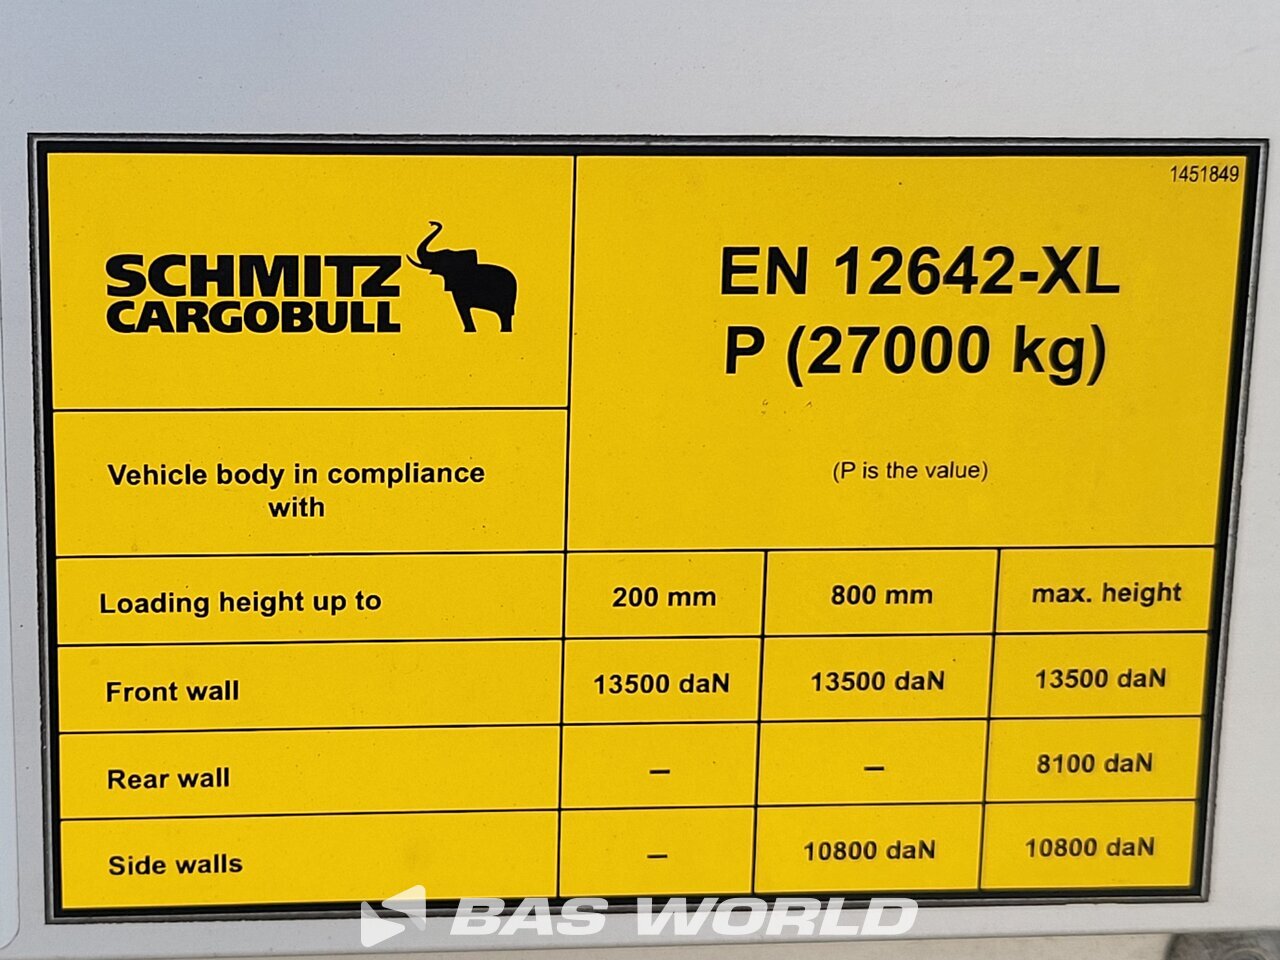 1451849
SCHMITZ
CARGOBULL
EN 12642-XL
P (27000 kg)
(P is the value)
Vehicle body in compliance
with
Loading height up to 200 mm 800 mm max. height
Front wall 13500 daN 13500 daN 13500 daN
Rear wall – – 8100 daN
Side walls – 10800 daN 10800 daN
BAS WORLD